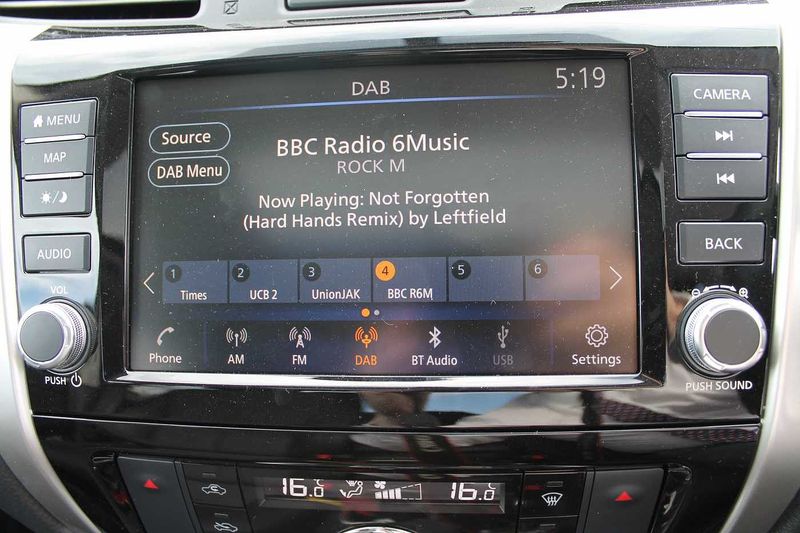 DAB
5:19
MENU
MAP
AUDIO
VOL
PUSH
Source
DAB Menu
BBC Radio 6Music
ROCK M
Now Playing: Not Forgotten
(Hard Hands Remix) by Leftfield
1 2 3 4 5 6
Times UCB 2 UnionJAK BBC R6M
Phone AM FM DAB BT Audio USB Settings
CAMERA
BACK
PUSH SOUND
16.0 16.0